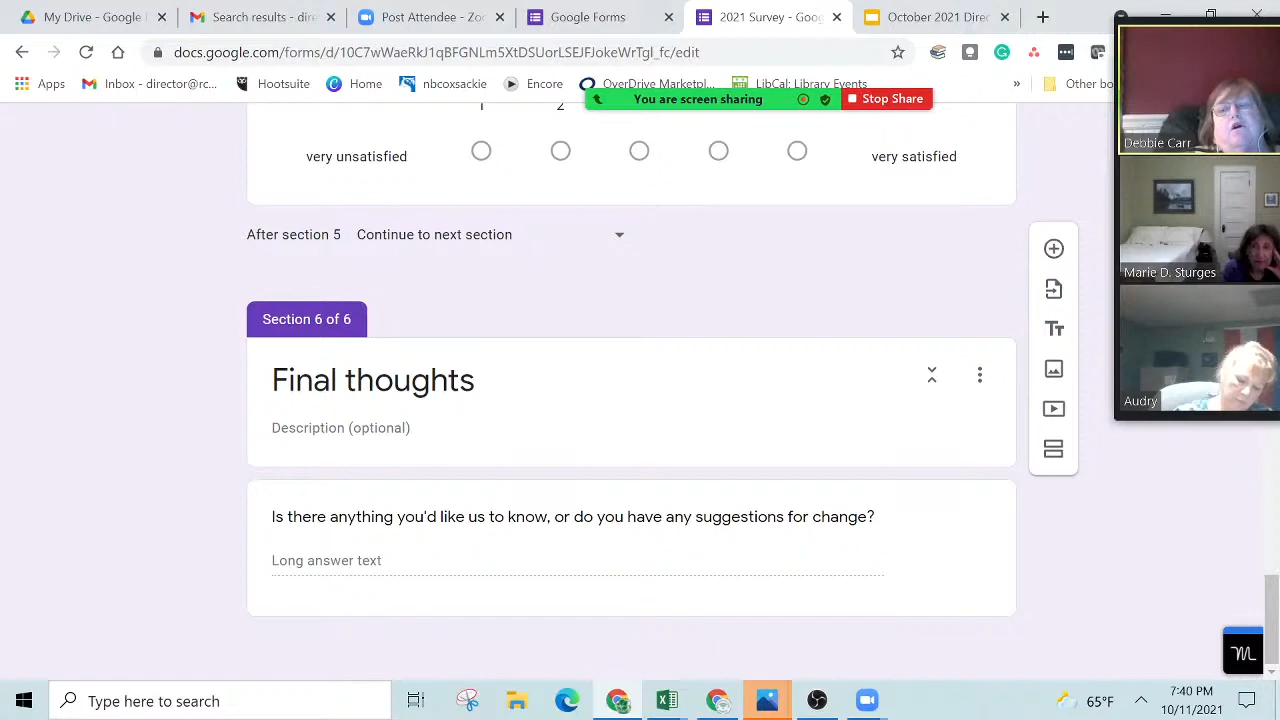 My Drive - Google
Search results - di
Post Attendee -
Google Forms
2021 Survey - Goog
October 2021 Dire
docs.google.com/forms/d/
/edit
Apps
Inbox - director@rc...
Hootsuite
Home
bccosaxokie
Encore
OverDrive Marketpl...
LibCal: Library Events
»
Other bo
You are screen sharing
Stop Share
1
2
very unsatisfied
very satisfied
Debbie Carr
After section 5
Continue to next section
Marie D. Sturges
Section 6 of 6
Final thoughts
Description (optional)
Audry
Is there anything you'd like us to know, or do you have any suggestions for change?
Long answer text
Type here to search
65°F
7:40 PM
10/11/2021